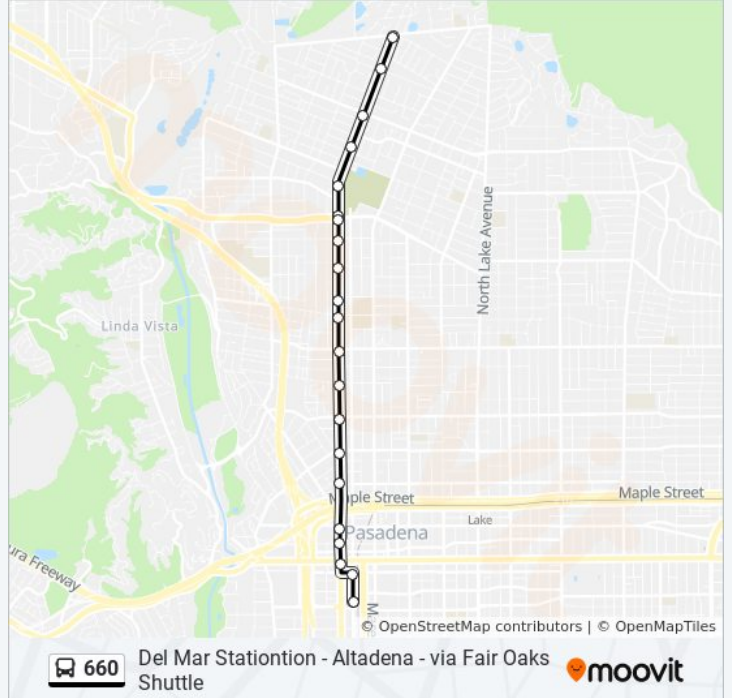 North Lake Avenue
Linda Vista
Maple Street
Maple Street
Lake
Pasadena
ura Freeway
© OpenStreetMap contributors | © OpenMapTiles
660
Del Mar Stationtion - Altadena - via Fair Oaks
Shuttle
moovit